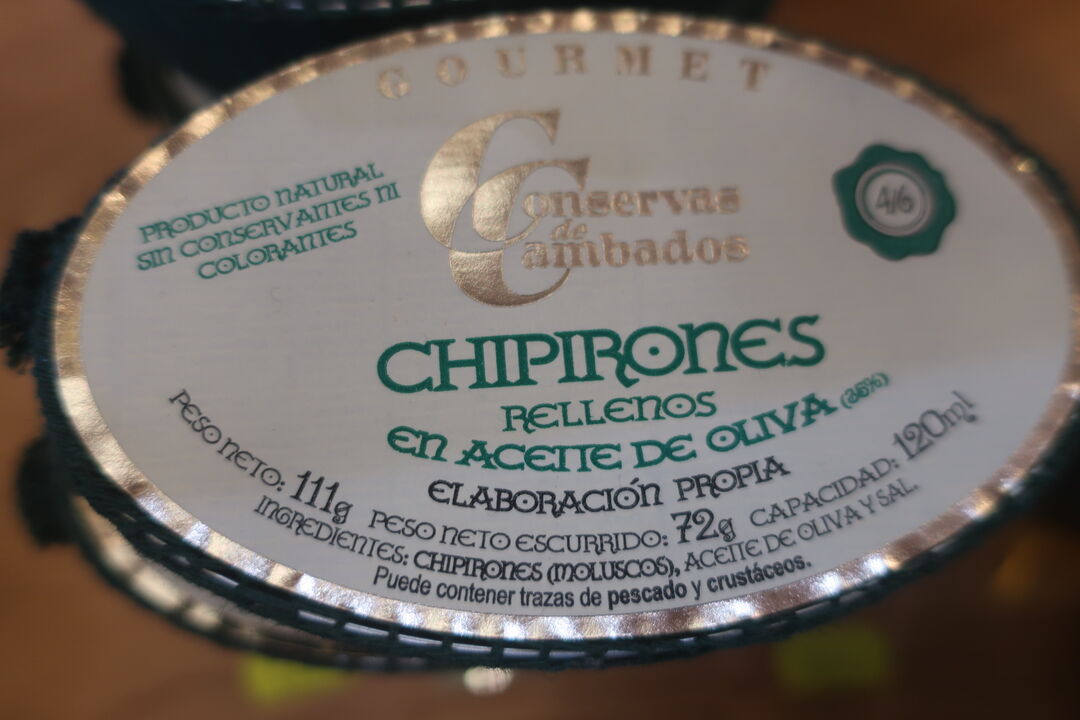 GOURMET
Conservas
de
Cambados
PRODUCTO NATURAL
SIN CONSERVANTES NI
COLORANTES
4/6
CHIPIRONES
RELLENOS
EN ACEITE DE OLIVA (35%)
ELABORACIÓN PROPIA
PESO NETO: 111g PESO NETO ESCURRIDO: 72g CAPACIDAD: 120ml
INGREDIENTES: CHIPIRONES (MOLUSCOS), ACEITE DE OLIVA Y SAL.
Puede contener trazas de pescado y crustáceos.